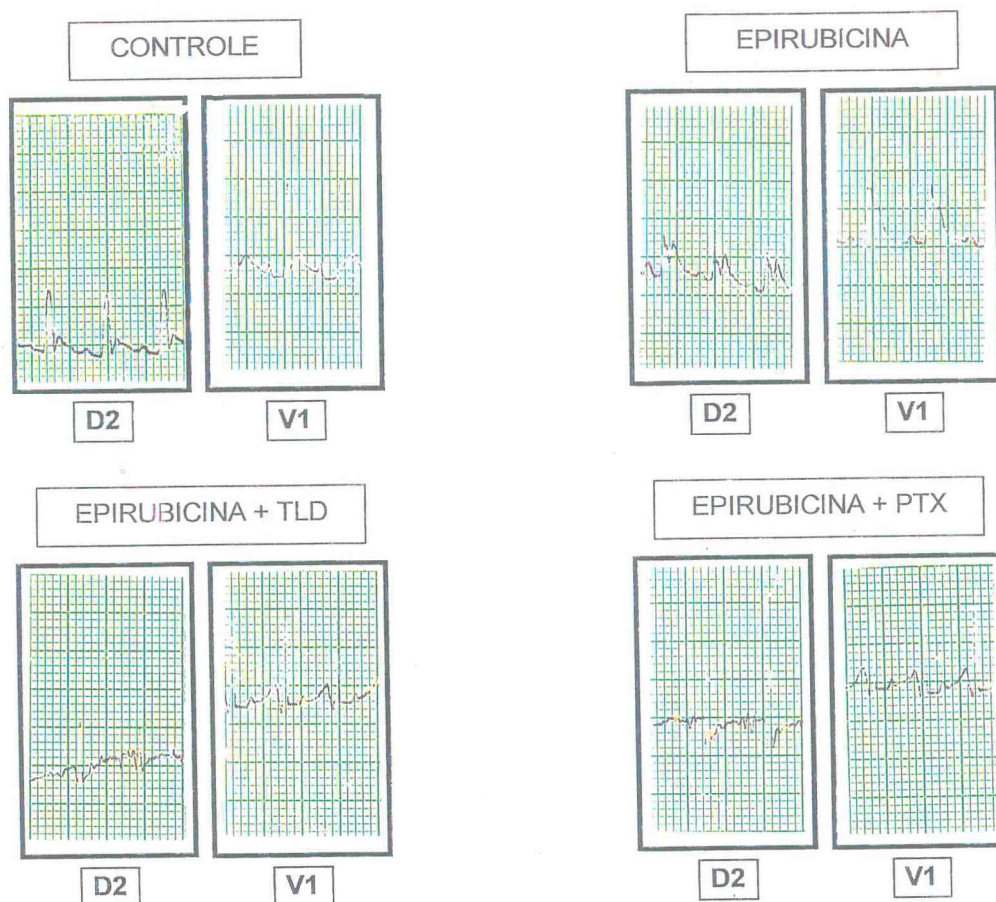 CONTROLE
EPIRUBICINA
D2
V1
D2
V1
EPIRUBICINA + TLD
EPIRUBICINA + PTX
D2
V1
D2
V1